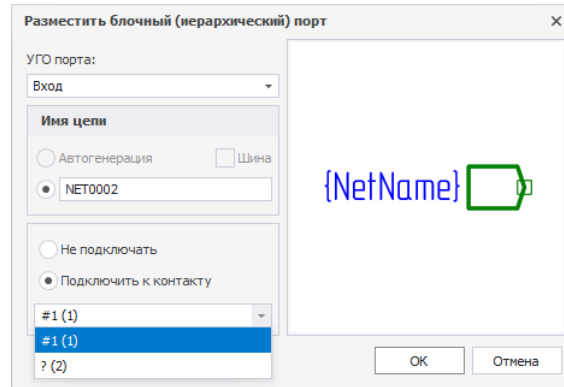 Разместить блочный (иерархический) порт
УГО порта:
Вход
Имя цепи
Автогенерация
Шина
NET0002
Не подключать
Подключить к контакту
#1 (1)
#1 (1)
? (2)
{NetName}
ОК
Отмена